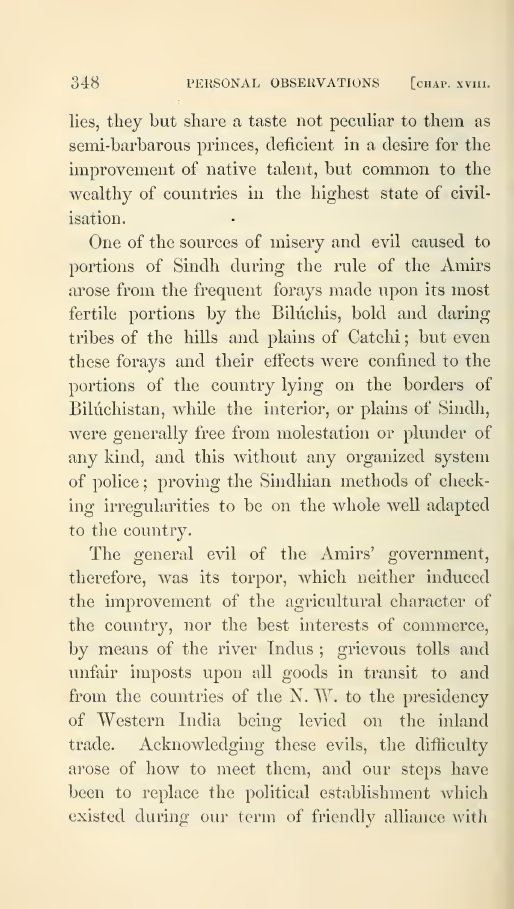 348 PERSONAL OBSERVATIONS [CHAP. XVIII.
lies, they but share a taste not peculiar to them as
semi-barbarous princes, deficient in a desire for the
improvement of native talent, but common to the
wealthy of countries in the highest state of civil-
isation.
One of the sources of misery and evil caused to
portions of Sindh during the rule of the Amirs
arose from the frequent forays made upon its most
fertile portions by the Bilúchis, bold and daring
tribes of the hills and plains of Catchi; but even
these forays and their effects were confined to the
portions of the country lying on the borders of
Bilúchistan, while the interior, or plains of Sindh,
were generally free from molestation or plunder of
any kind, and this without any organized system
of police; proving the Sindhian methods of check-
ing irregularities to be on the whole well adapted
to the country.
The general evil of the Amirs' government,
therefore, was its torpor, which neither induced
the improvement of the agricultural character of
the country, nor the best interests of commerce,
by means of the river Indus; grievous tolls and
unfair imposts upon all goods in transit to and
from the countries of the N. W. to the presidency
of Western India being levied on the inland
trade. Acknowledging these evils, the difficulty
arose of how to meet them, and our steps have
been to replace the political establishment which
existed during our term of friendly alliance with